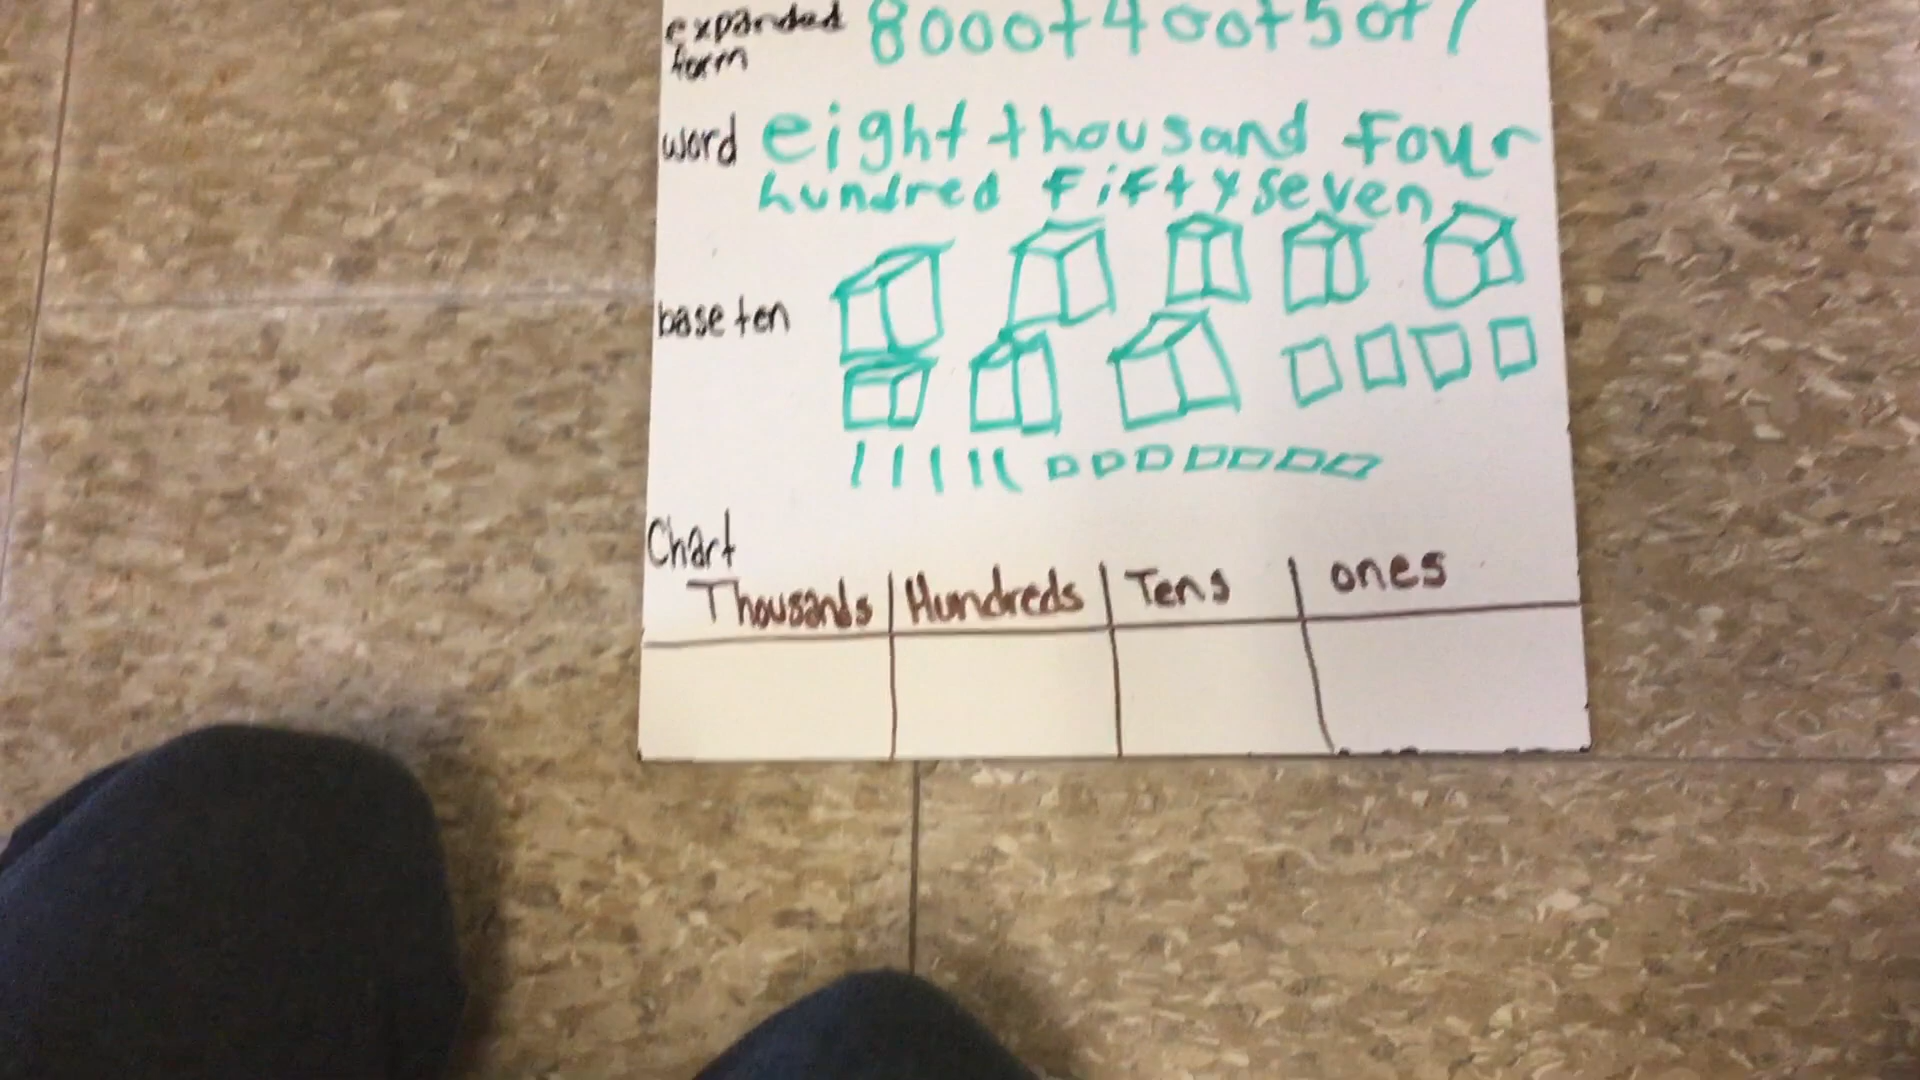 expanded 8000+400+50+7
form
word eight thousand four
hundred fifty seven
base ten
Chart
Thousands Hundreds Tens ones